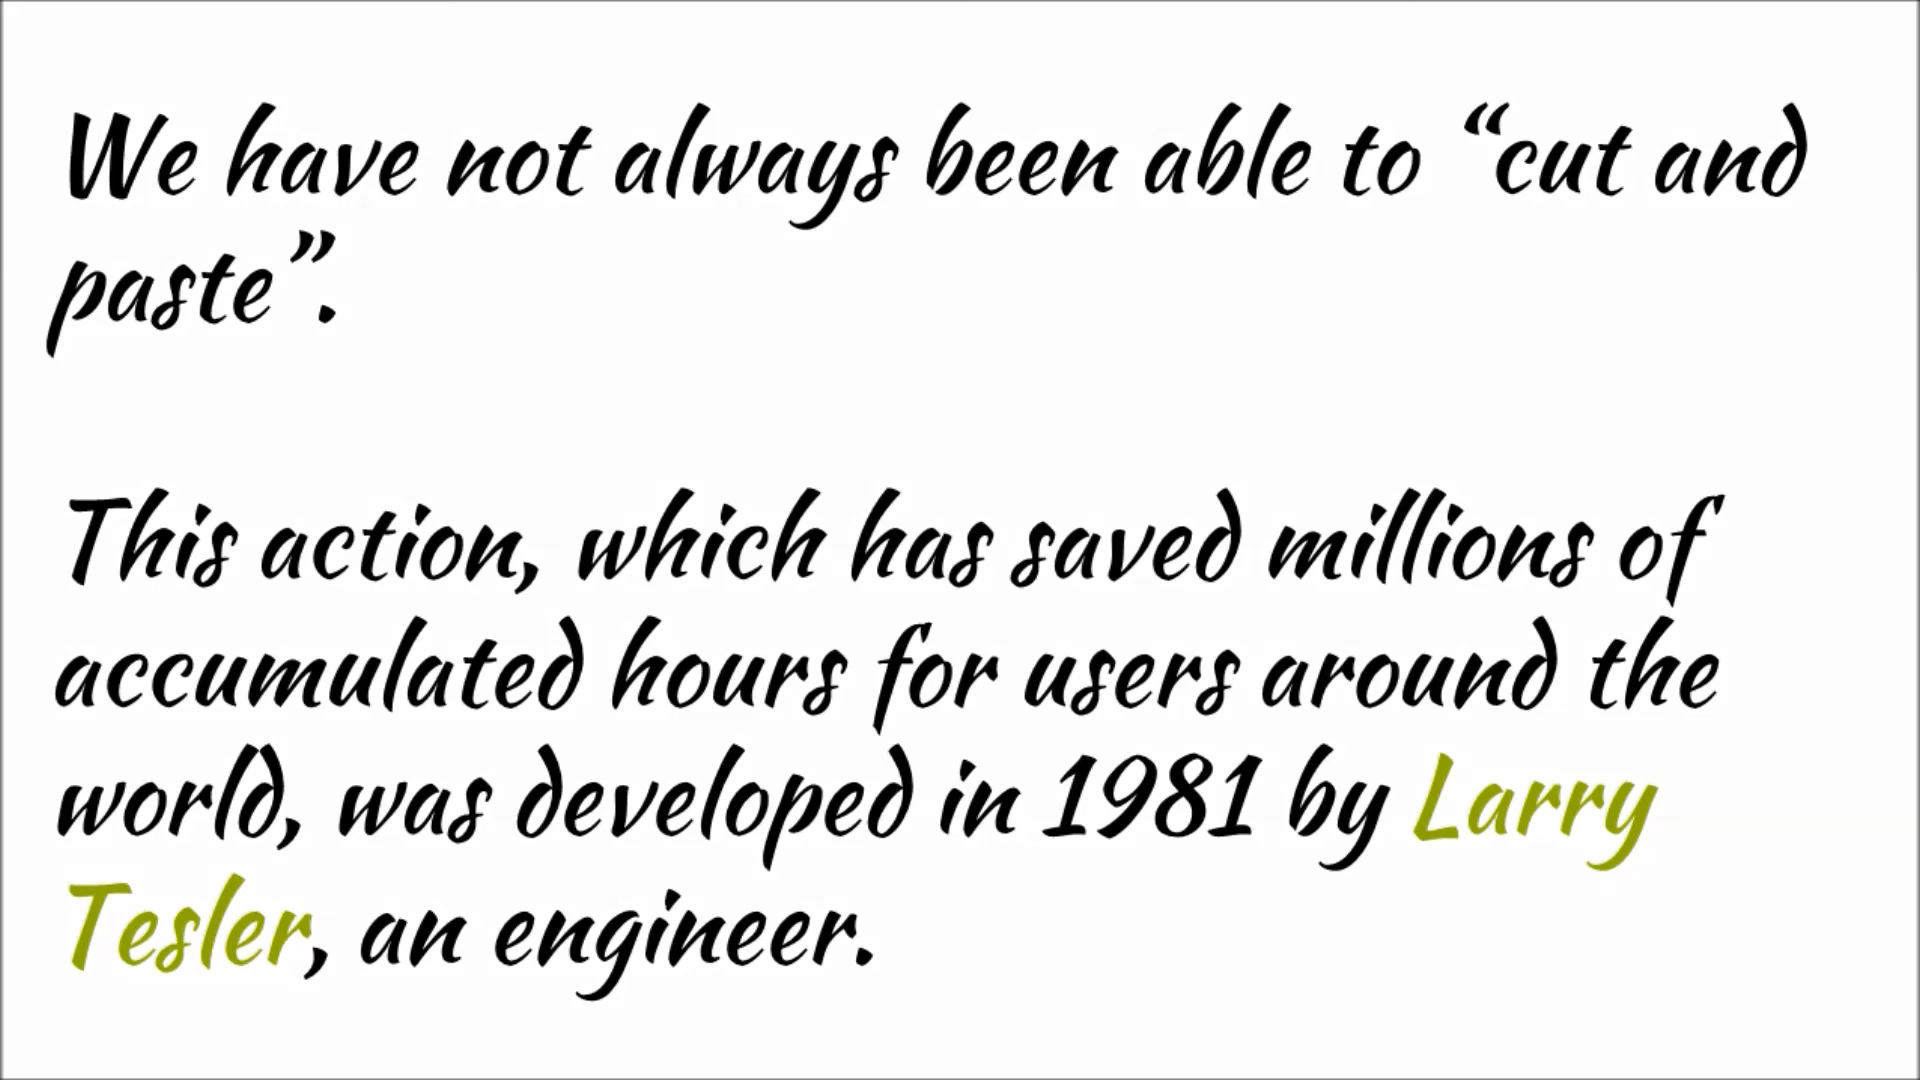 We have not always been able to “cut and
paste”.
This action, which has saved millions of
accumulated hours for users around the
world, was developed in 1981 by Larry
Tesler, an engineer.